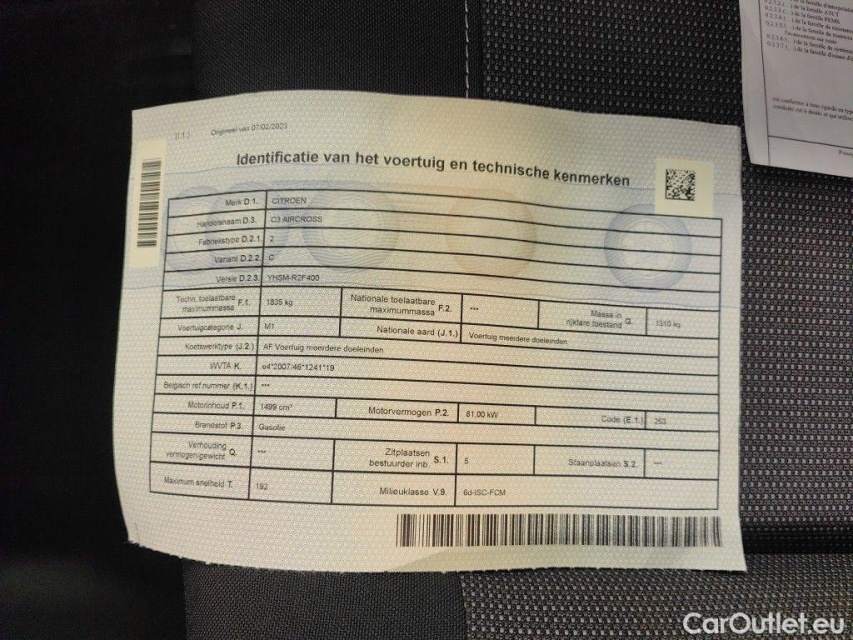 (I.1.) Origineel van 07/02/2023
Identificatie van het voertuig en technische kenmerken
Merk D.1. CITROEN
Handelsnaam D.3. C3 AIRCROSS
Fabriekstype D.2.1. 2
Variant D.2.2. C
Versie D.2.3. YHSM-R2F400
Techn. toelaatbare maximummassa F.1. 1835 kg Nationale toelaatbare maximummassa F.2. --- Massa in rijklare toestand G. 1310 kg
Voertuigcategorie J. M1 Nationale aard (J.1.) Voertuig meerdere doeleinden
Koetswerktype (J.2.) AF Voertuig meerdere doeleinden
WVTA K. e4*2007/46*1241*19
Belgisch ref.nummer (K.1.) ---
Motorinhoud P.1. 1499 cm³ Motorvermogen P.2. 81.00 kW Code (E.1.) 253
Brandstof P.3. Gasolie
Verhouding vermogen/gewicht Q. --- Zitplaatsen bestuurder inb. S.1. 5 Staanplaatsen S.2. ---
Maximum snelheid T. 192 Milieuklasse V.9. 6d-ISC-FCM
CarOutlet.eu